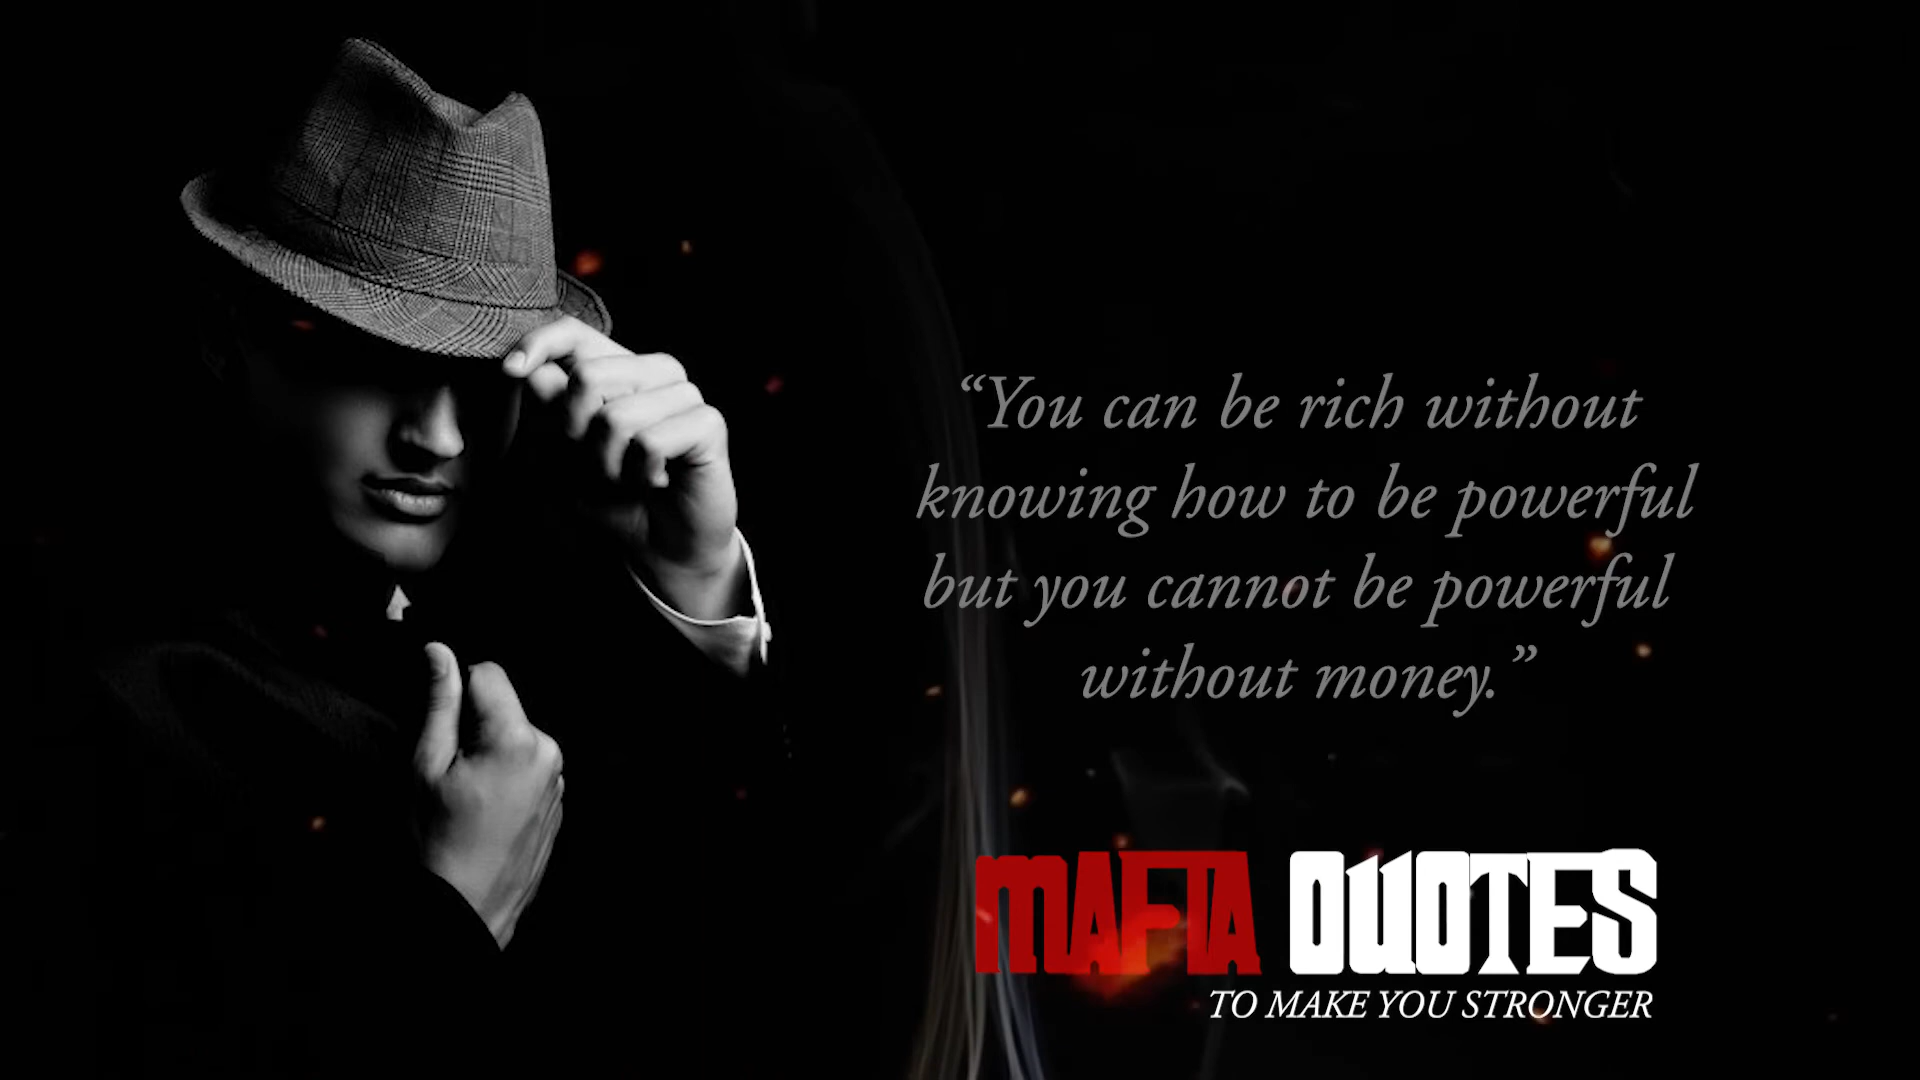 “You can be rich without
knowing how to be powerful
but you cannot be powerful
without money.”
MAFIA QUOTES
TO MAKE YOU STRONGER